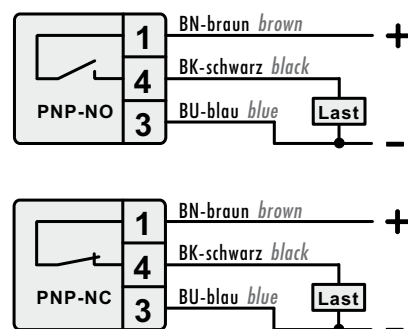 1 BN-braun brown +
4 BK-schwarz black
PNP-NO 3 BU-blau blue Last
–
1 BN-braun brown +
4 BK-schwarz black
PNP-NC 3 BU-blau blue Last
–